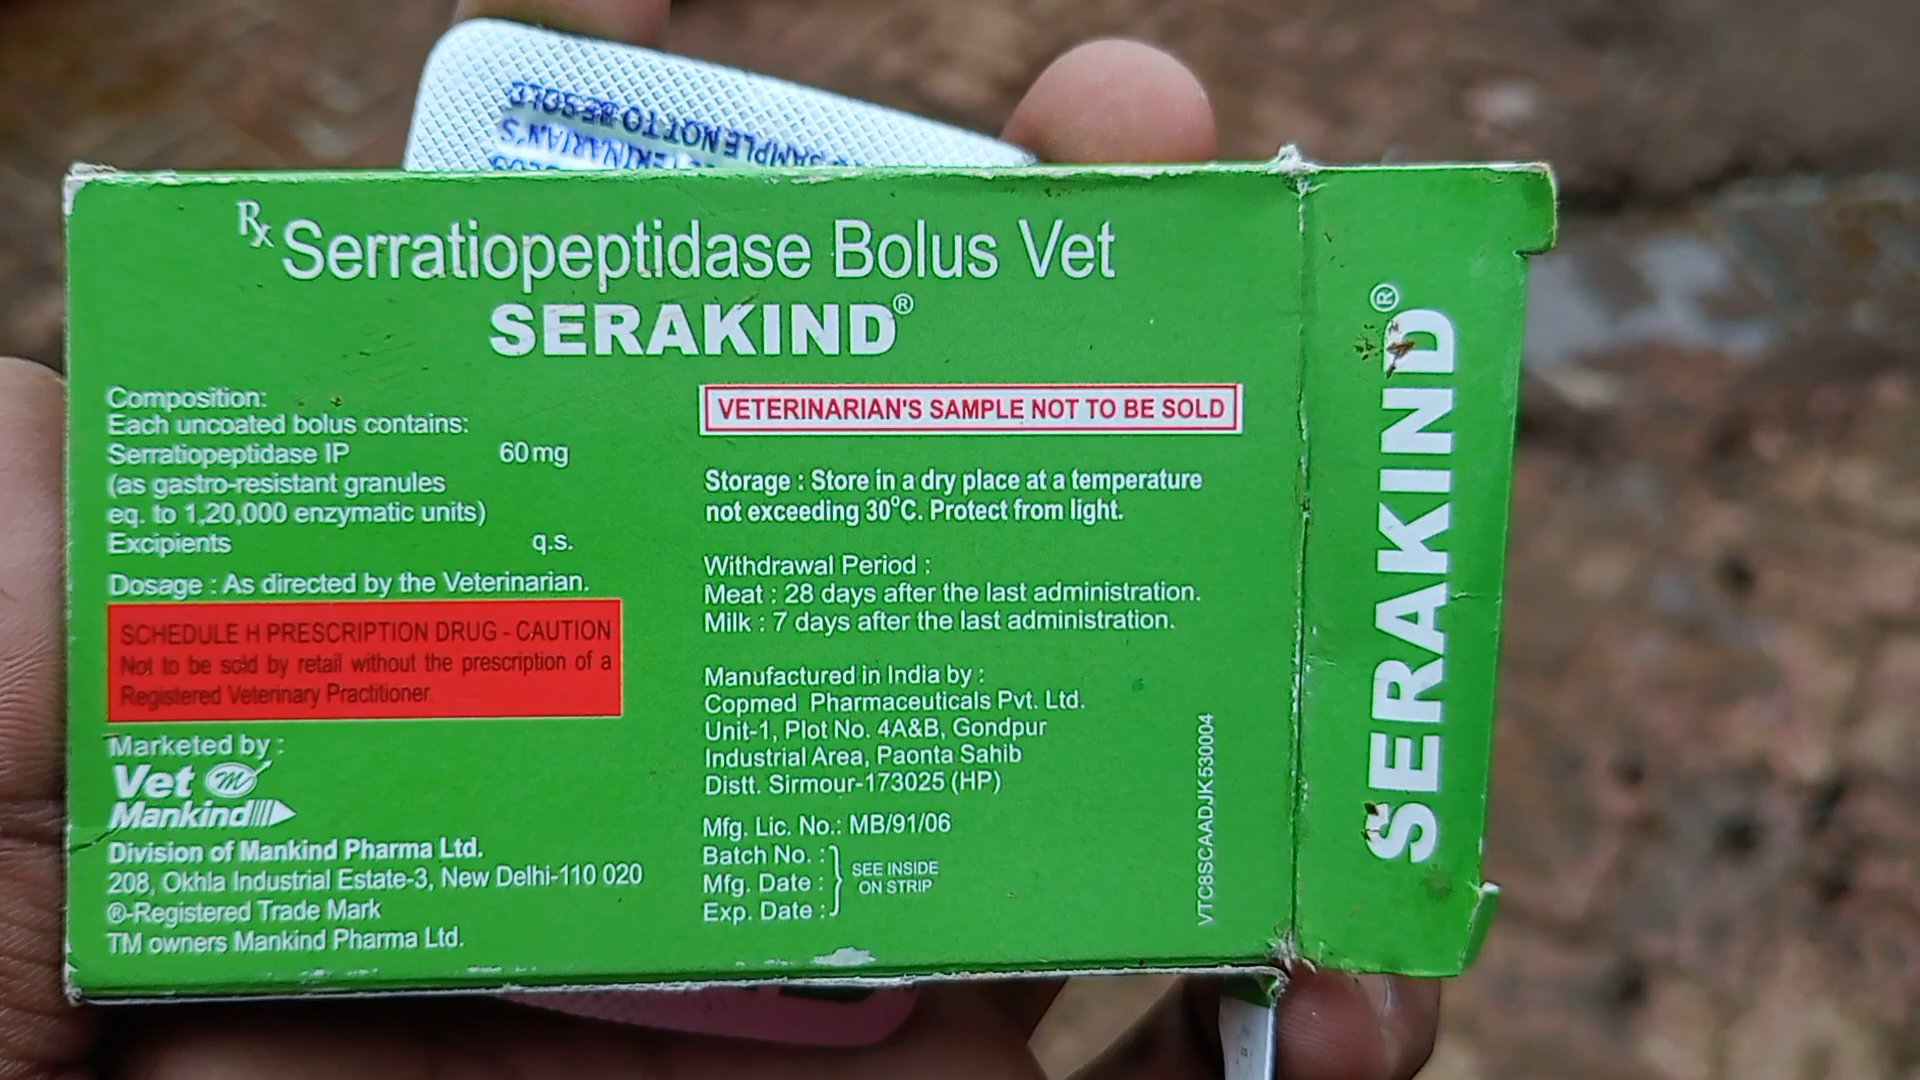 SAMPLE NOT TO BE SOLD
Rx Serratiopeptidase Bolus Vet
SERAKIND®
Composition:
Each uncoated bolus contains:
Serratiopeptidase IP 60 mg
(as gastro-resistant granules
eq. to 1,20,000 enzymatic units)
Excipients q.s.
Dosage : As directed by the Veterinarian.
SCHEDULE H PRESCRIPTION DRUG - CAUTION
Not to be sold by retail without the prescription of a
Registered Veterinary Practitioner.
Marketed by :
Vet
Mankind
Division of Mankind Pharma Ltd.
208, Okhla Industrial Estate-3, New Delhi-110 020
®-Registered Trade Mark
TM owners Mankind Pharma Ltd.
VETERINARIAN'S SAMPLE NOT TO BE SOLD
Storage : Store in a dry place at a temperature
not exceeding 30°C. Protect from light.
Withdrawal Period :
Meat : 28 days after the last administration.
Milk : 7 days after the last administration.
Manufactured in India by :
Copmed Pharmaceuticals Pvt. Ltd.
Unit-1, Plot No. 4A&B, Gondpur
Industrial Area, Paonta Sahib
Distt. Sirmour-173025 (HP)
Mfg. Lic. No.: MB/91/06
Batch No. :
Mfg. Date :
Exp. Date :
SEE INSIDE
ON STRIP
VTC8SCAADJK530004
SERAKIND®